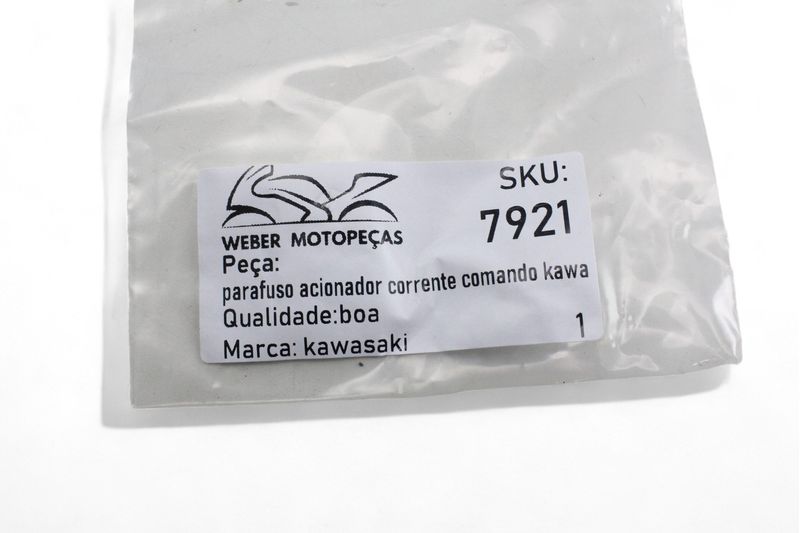 WEBER MOTOPEÇAS
SKU:
7921
Peça:
parafuso acionador corrente comando kawa
Qualidade:boa
Marca: kawasaki
1